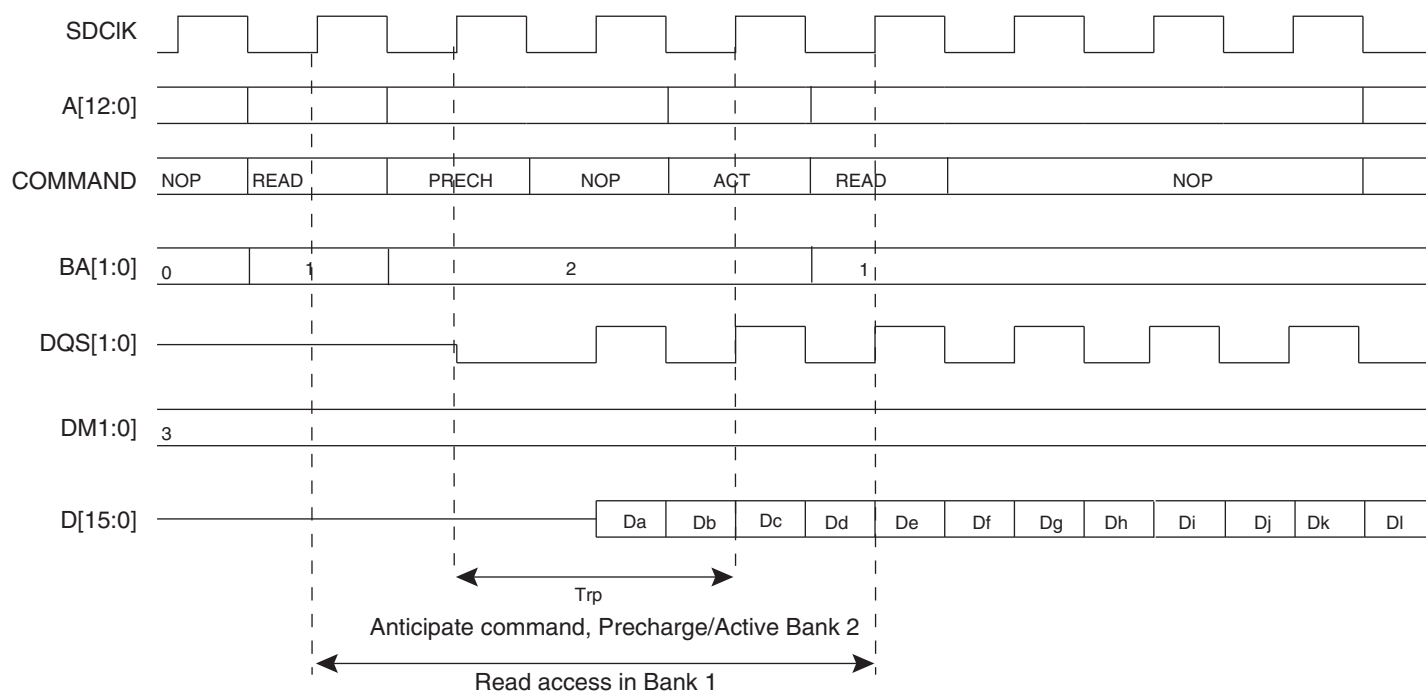 SDClK
A[12:0]
COMMAND NOP READ PRECH NOP ACT READ NOP
BA[1:0] 0 1 2 1
DQS[1:0]
DM1:0] 3
D[15:0] Da Db Dc Dd De Df Dg Dh Di Dj Dk Dl
Trp
Anticipate command, Precharge/Active Bank 2
Read access in Bank 1